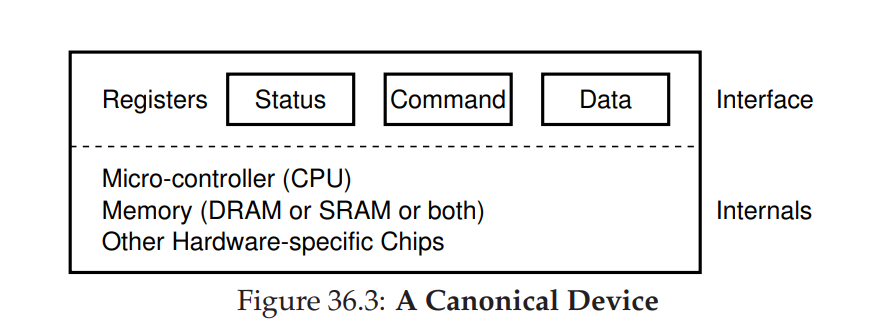 Registers Status Command Data Interface
Micro-controller (CPU)
Memory (DRAM or SRAM or both) Internals
Other Hardware-specific Chips
Figure 36.3: A Canonical Device